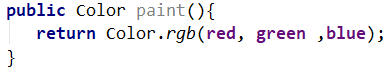 public Color paint(){
    return Color.rgb(red, green ,blue);
}